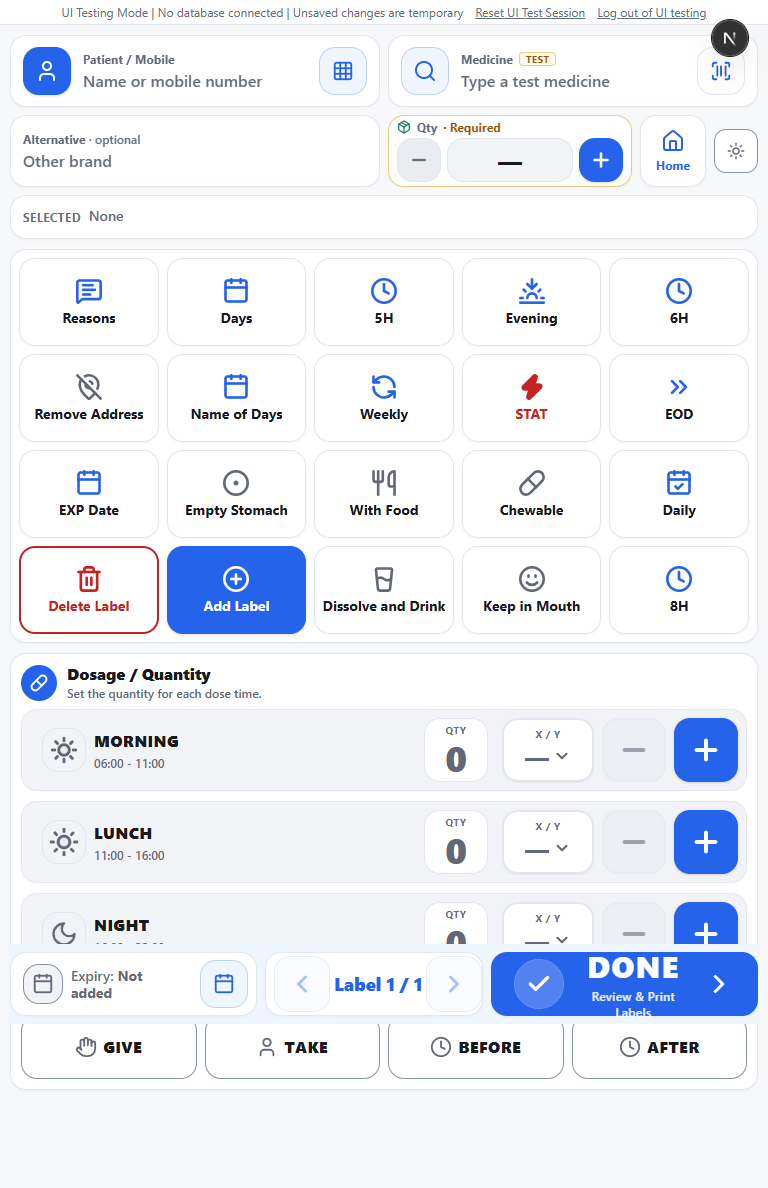 UI Testing Mode | No database connected | Unsaved changes are temporary Reset UI Test Session Log out of UI testing
N
Patient / Mobile
Name or mobile number
Medicine TEST
Type a test medicine
Alternative · optional
Other brand
Qty · Required
—
Home
SELECTED None
Reasons
Days
5H
Evening
6H
Remove Address
Name of Days
Weekly
STAT
EOD
EXP Date
Empty Stomach
With Food
Chewable
Daily
Delete Label
Add Label
Dissolve and Drink
Keep in Mouth
8H
Dosage / Quantity
Set the quantity for each dose time.
MORNING
06:00 - 11:00
QTY
0
X / Y
—
LUNCH
11:00 - 16:00
QTY
0
X / Y
—
NIGHT
QTY
0
X / Y
—
Expiry: Not
added
Label 1 / 1
DONE
Review & Print
Labels
GIVE
TAKE
BEFORE
AFTER